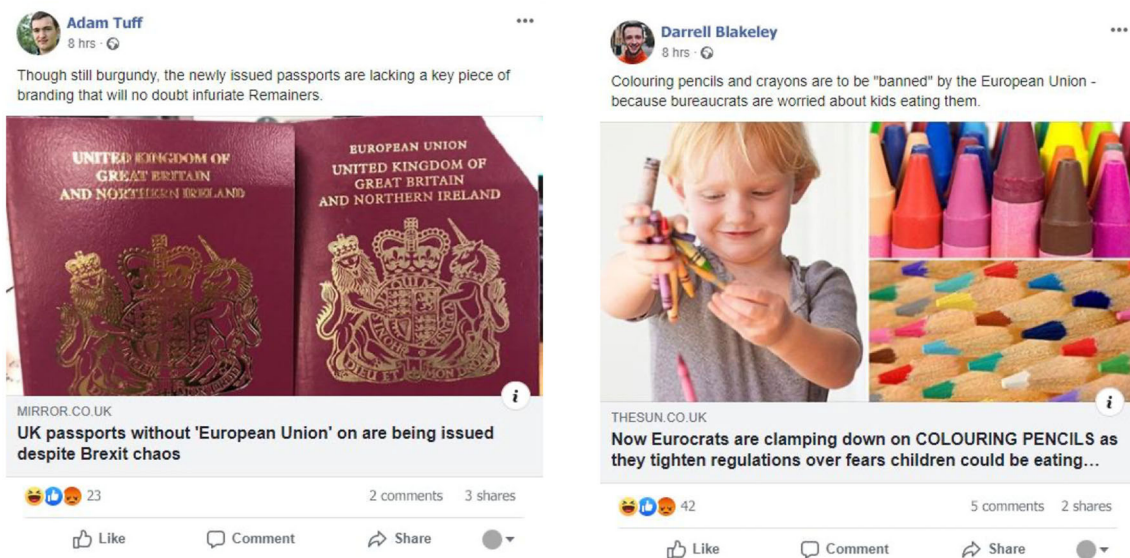 Adam Tuff
8 hrs ·
Though still burgundy, the newly issued passports are lacking a key piece of
branding that will no doubt infuriate Remainers.
UNITED KINGDOM OF
GREAT BRITAIN
AND NORTHERN IRELAND
EUROPEAN UNION
UNITED KINGDOM OF
GREAT BRITAIN
AND NORTHERN IRELAND
DIEU ET MON
MIRROR.CO.UK
UK passports without 'European Union' on are being issued
despite Brexit chaos
23
2 comments 3 shares
Like Comment Share
Darrell Blakeley
8 hrs ·
Colouring pencils and crayons are to be "banned" by the European Union -
because bureaucrats are worried about kids eating them.
THESUN.CO.UK
Now Eurocrats are clamping down on COLOURING PENCILS as
they tighten regulations over fears children could be eating...
42
5 comments 2 shares
Like Comment Share